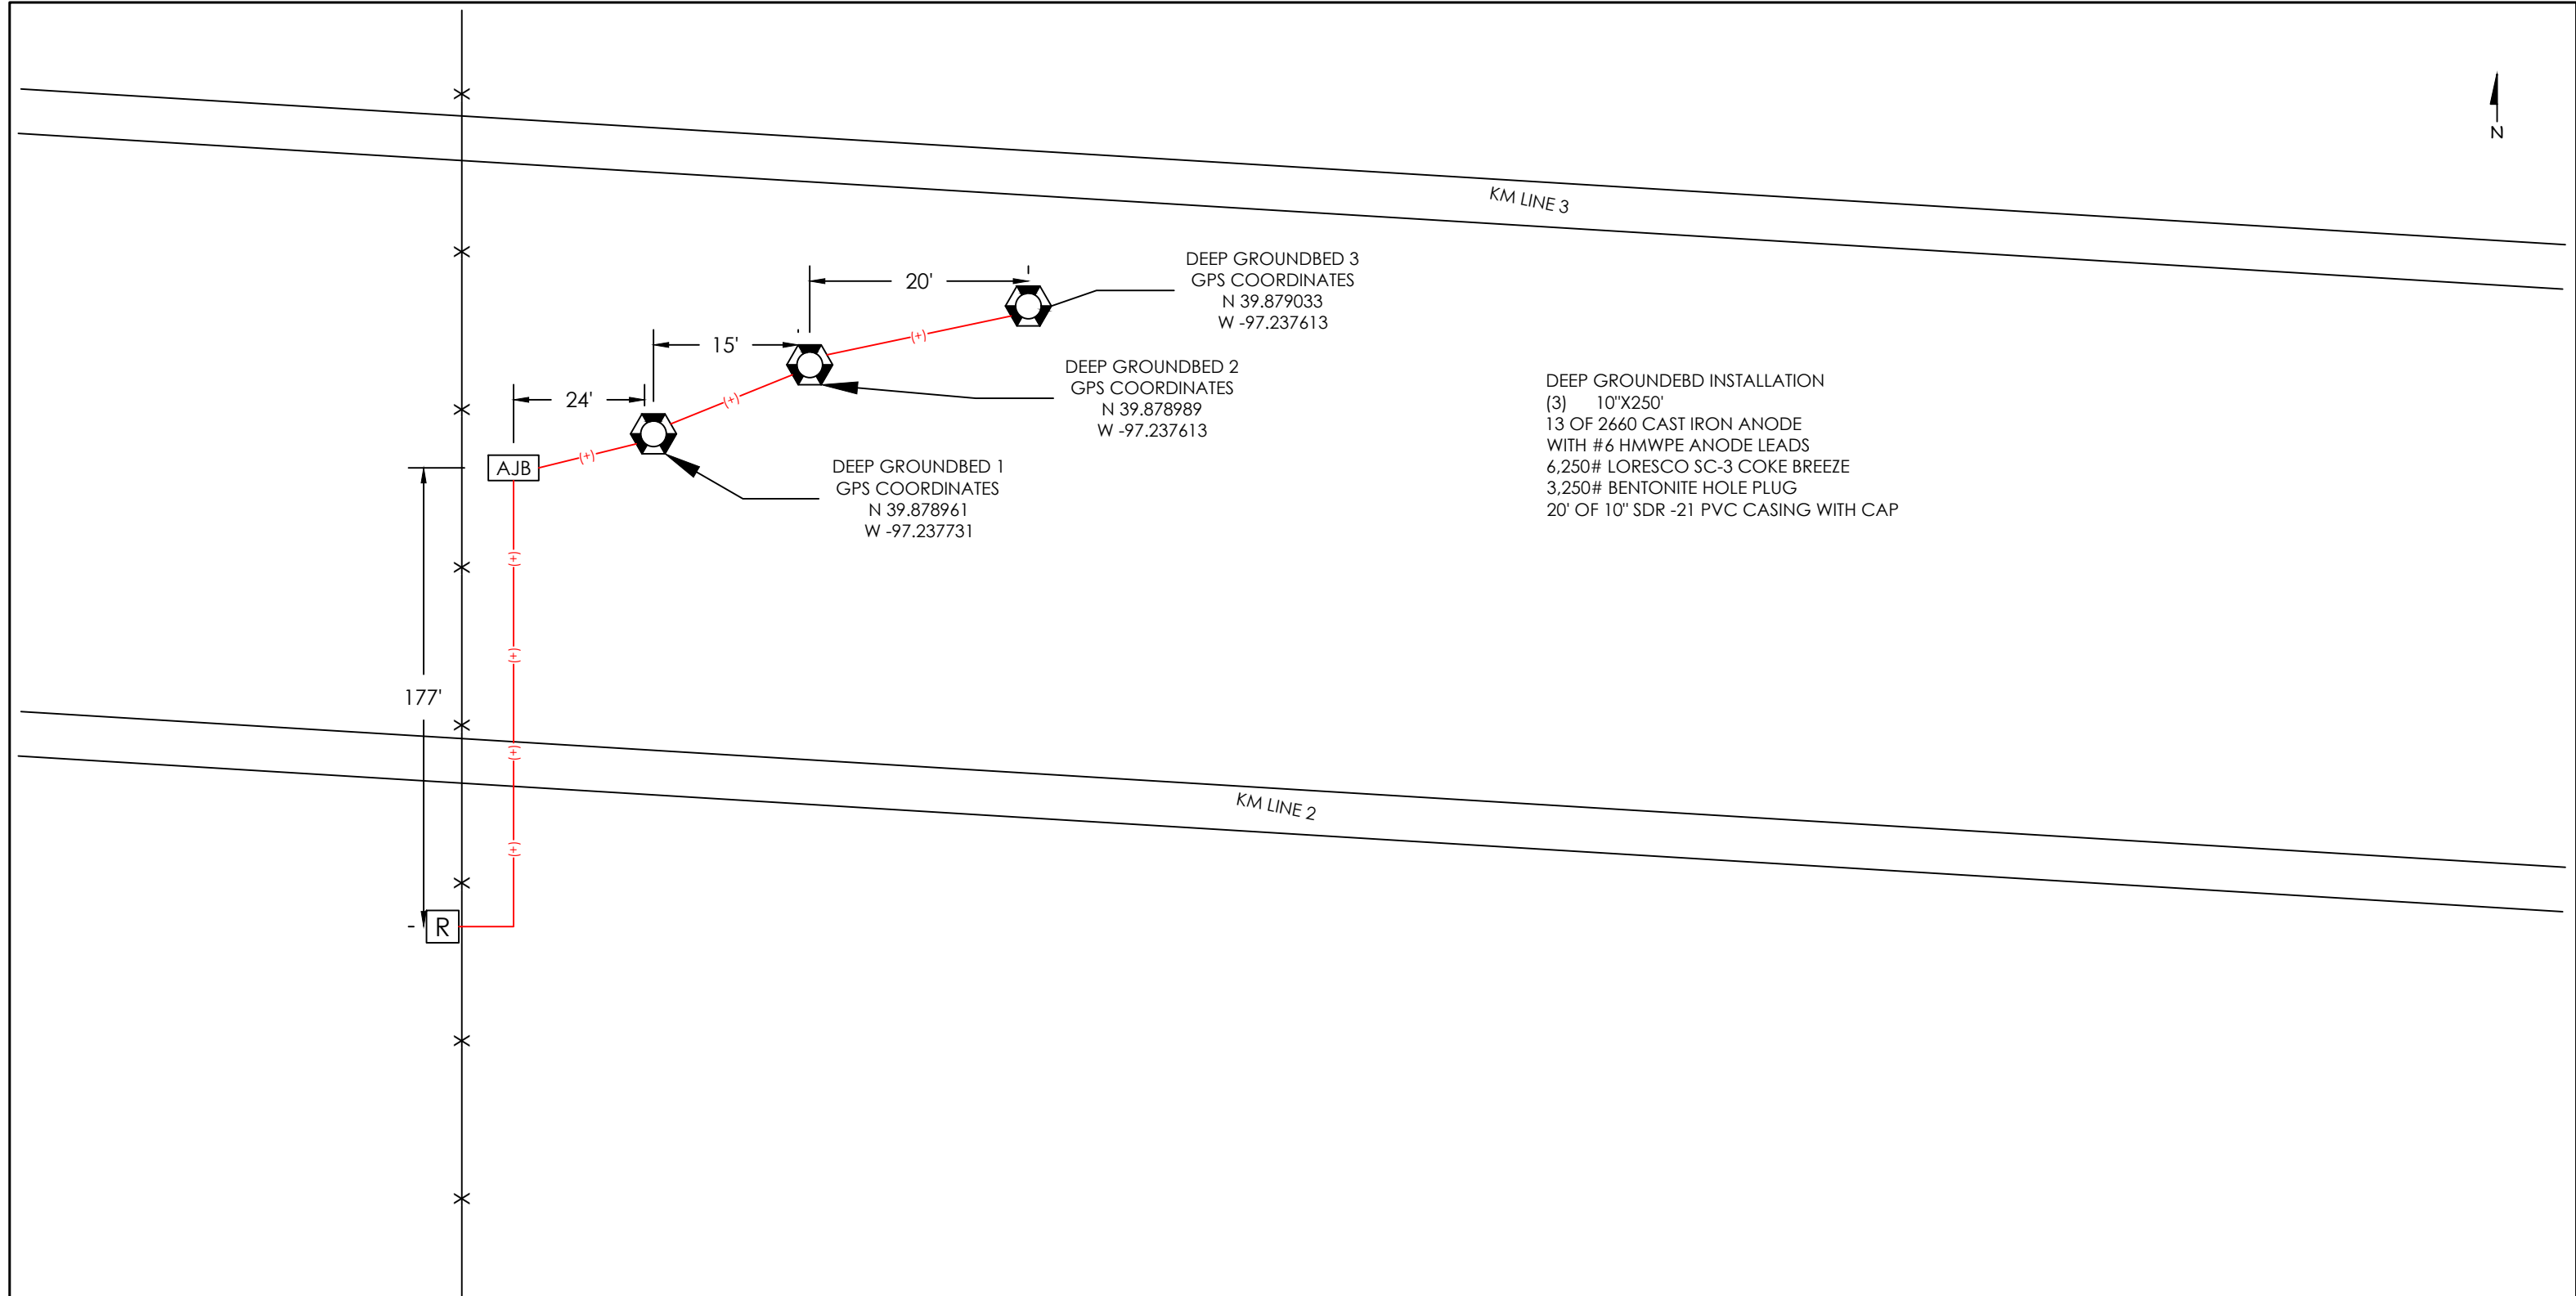 N
KM LINE 3
DEEP GROUNDBED 3
GPS COORDINATES
N 39.879033
W -97.237613
20'
15'
DEEP GROUNDBED 2
GPS COORDINATES
N 39.878989
W -97.237613
24'
DEEP GROUNDEBD INSTALLATION
(3) 10"X250'
13 OF 2660 CAST IRON ANODE
WITH #6 HMWPE ANODE LEADS
6,250# LORESCO SC-3 COKE BREEZE
3,250# BENTONITE HOLE PLUG
20' OF 10" SDR -21 PVC CASING WITH CAP
(+)
(+)
(+)
AJB
DEEP GROUNDBED 1
GPS COORDINATES
N 39.878961
W -97.237731
(+)
(+)
177'
(+)
KM LINE 2
(+)
R